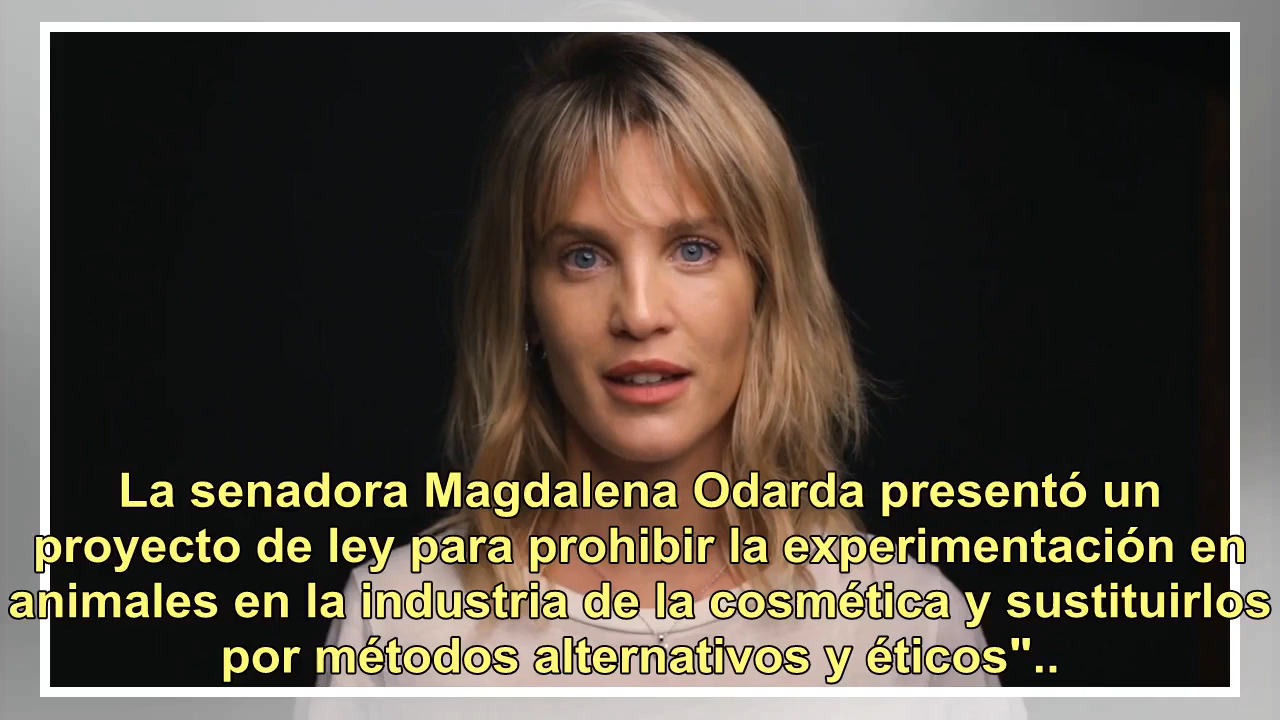 La senadora Magdalena Odarda presentó un
proyecto de ley para prohibir la experimentación en
animales en la industria de la cosmética y sustituirlos
por métodos alternativos y éticos"..